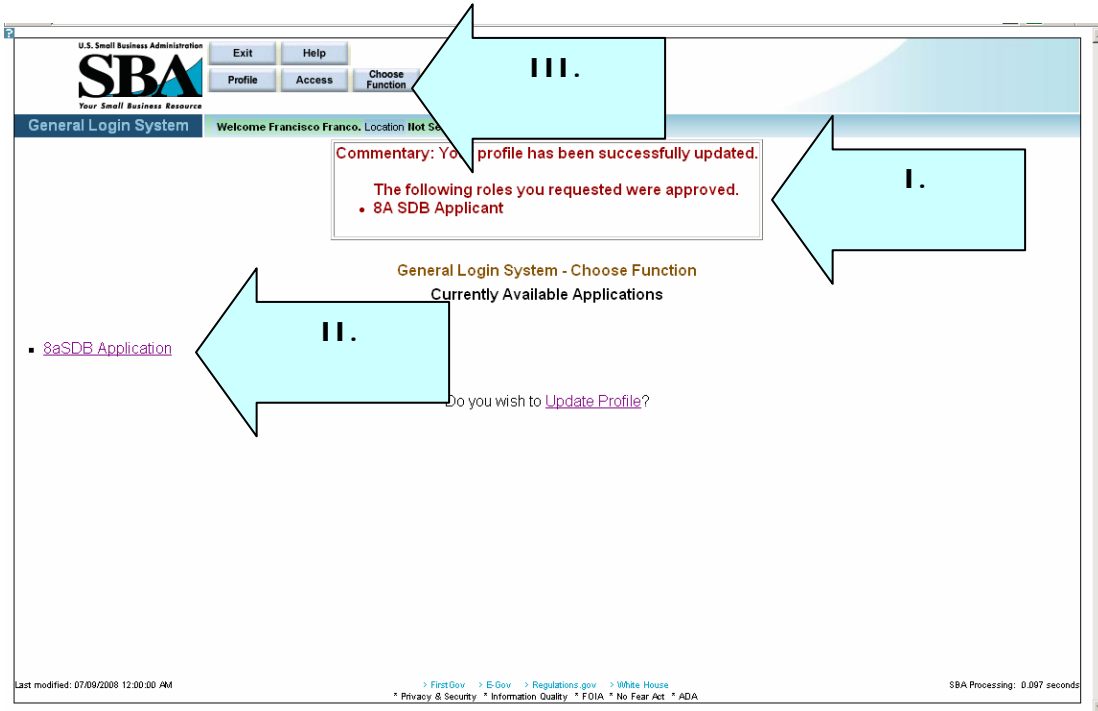 ?
U.S. Small Business Administration
SBA
Your Small Business Resource
Exit Help
Profile Access Choose Function
III.
General Login System Welcome Francisco Franco. Location Not
Commentary: profile has been successfully updated.
The following roles you requested were approved.
• 8A SDB Applicant
I.
General Login System - Choose Function
Currently Available Applications
II.
▪ 8aSDB Application
Do you wish to Update Profile?
Last modified: 07/09/2008 12:00:00 AM
> FirstGov > E-Gov > Regulations.gov > White House
* Privacy & Security * Information Quality * FOIA * No Fear Act * ADA
SBA Processing: 0.097 seconds